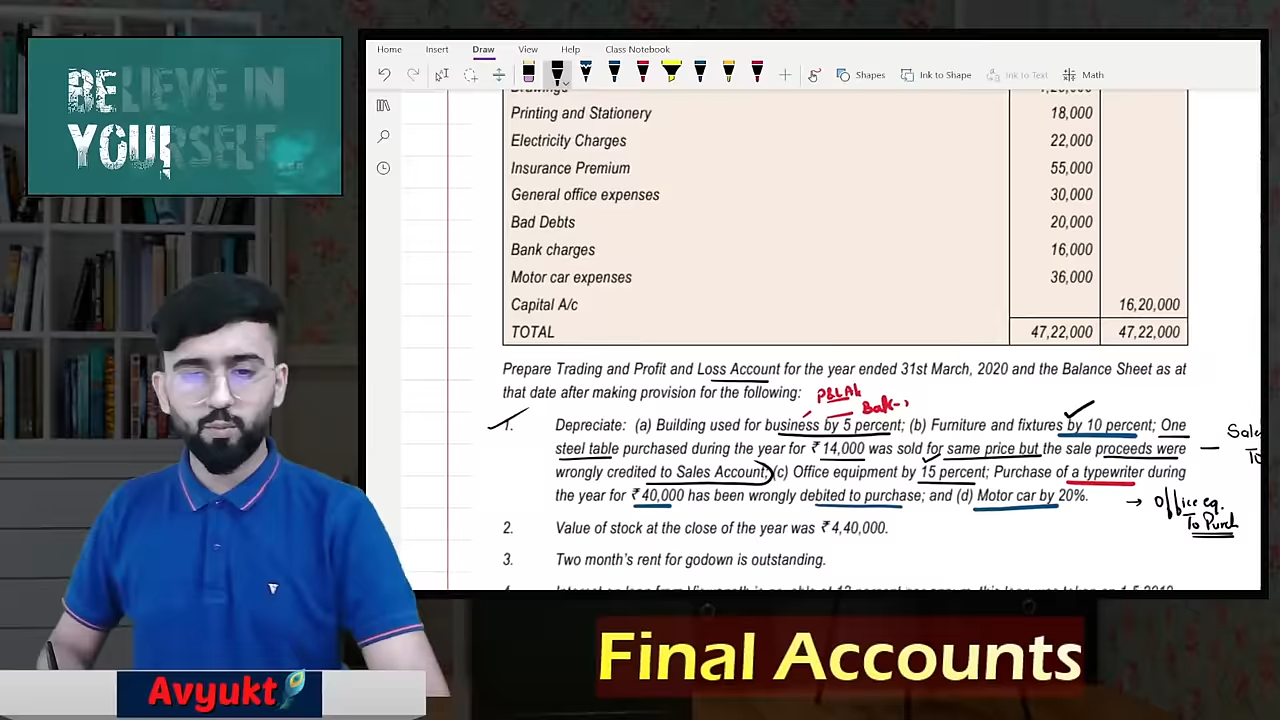 BELIEVE IN
YOURSELF...
Home Insert Draw View Help Class Notebook
Shapes Ink to Shape Ink to Text Math
Drawings
Printing and Stationery 18,000
Electricity Charges 22,000
Insurance Premium 55,000
General office expenses 30,000
Bad Debts 20,000
Bank charges 16,000
Motor car expenses 36,000
Capital A/c 16,20,000
TOTAL 47,22,000 47,22,000
Prepare Trading and Profit and Loss Account for the year ended 31st March, 2020 and the Balance Sheet as at
that date after making provision for the following:
1. Depreciate: (a) Building used for business by 5 percent; (b) Furniture and fixtures by 10 percent; One
steel table purchased during the year for ₹ 14,000 was sold for same price but the sale proceeds were
wrongly credited to Sales Account; (c) Office equipment by 15 percent; Purchase of a typewriter during
the year for ₹ 40,000 has been wrongly debited to purchase; and (d) Motor car by 20%.
Sales
To
→ Office eq.
To Purch
2. Value of stock at the close of the year was ₹ 4,40,000.
3. Two month's rent for godown is outstanding.
Final Accounts
Avyukt